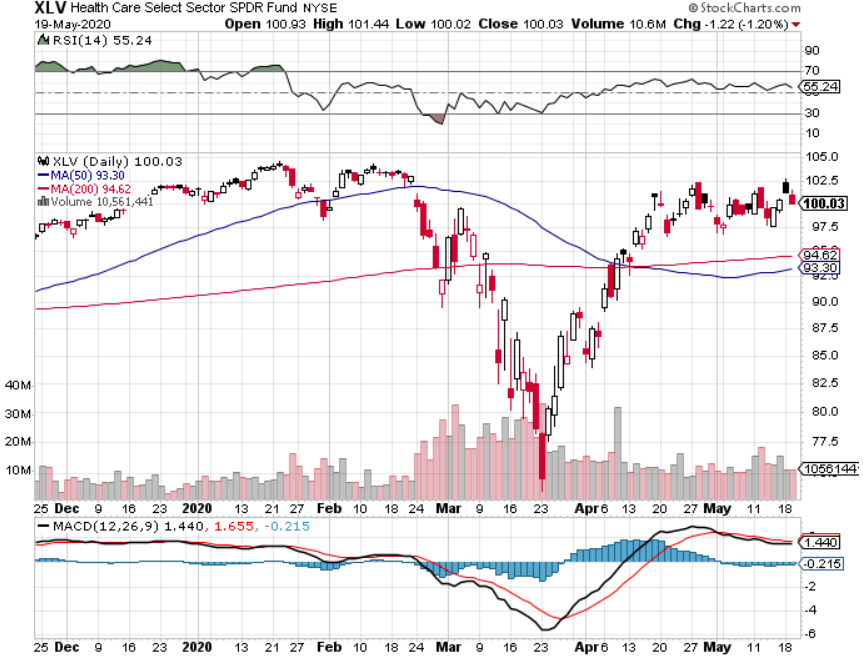 XLV Health Care Select Sector SPDR Fund NYSE © StockCharts.com
19-May-2020 Open 100.93 High 101.44 Low 100.02 Close 100.03 Volume 10.6M Chg -1.22 (-1.20%)
RSI(14) 55.24
90
70
55.24
30
10
XLV (Daily) 100.03
MA(50) 93.30
MA(200) 94.62
Volume 10,561,441
105.0
102.5
100.03
97.5
94.62
93.30
90.0
87.5
85.0
82.5
80.0
77.5
40M
30M
20M
10M
10561441
25 Dec 9 16 23 2020 13 21 27 Feb 10 18 24 Mar 9 16 23 Apr 6 13 20 27 May 11 18
MACD(12,26,9) 1.440, 1.655, -0.215
1.440
-0.215
-2
-4
-6
25 Dec 9 16 23 2020 13 21 27 Feb 10 18 24 Mar 9 16 23 Apr 6 13 20 27 May 11 18